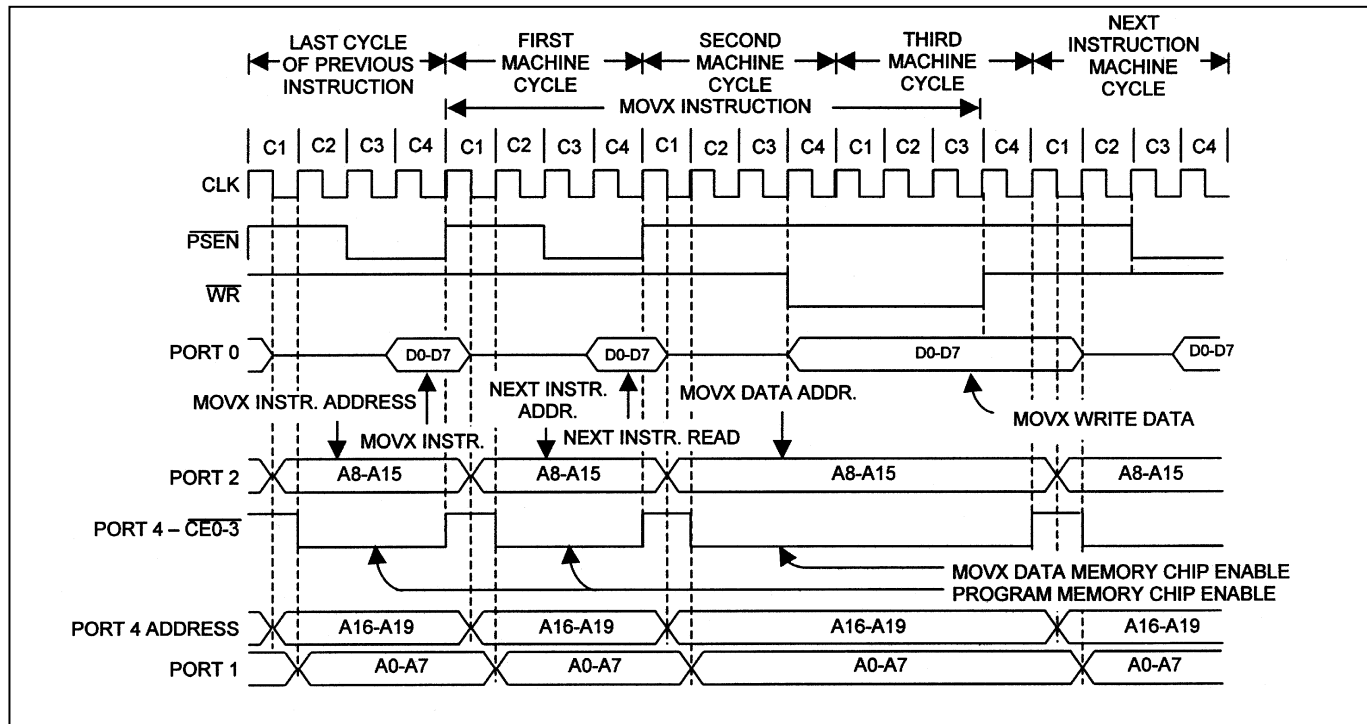 LAST CYCLE
OF PREVIOUS
INSTRUCTION
FIRST
MACHINE
CYCLE
SECOND
MACHINE
CYCLE
THIRD
MACHINE
CYCLE
NEXT
INSTRUCTION
MACHINE
CYCLE
MOVX INSTRUCTION
C1 C2 C3 C4 C1 C2 C3 C4 C1 C2 C3 C4 C1 C2 C3 C4 C1 C2 C3 C4
CLK
PSEN
WR
PORT 0 D0-D7 D0-D7 D0-D7 D0-D7
MOVX INSTR. ADDRESS
MOVX INSTR.
NEXT INSTR.
ADDR.
NEXT INSTR. READ
MOVX DATA ADDR.
MOVX WRITE DATA
PORT 2 A8-A15 A8-A15 A8-A15 A8-A15
PORT 4 – CE0-3
MOVX DATA MEMORY CHIP ENABLE
PROGRAM MEMORY CHIP ENABLE
PORT 4 ADDRESS A16-A19 A16-A19 A16-A19 A16-A19
PORT 1 A0-A7 A0-A7 A0-A7 A0-A7